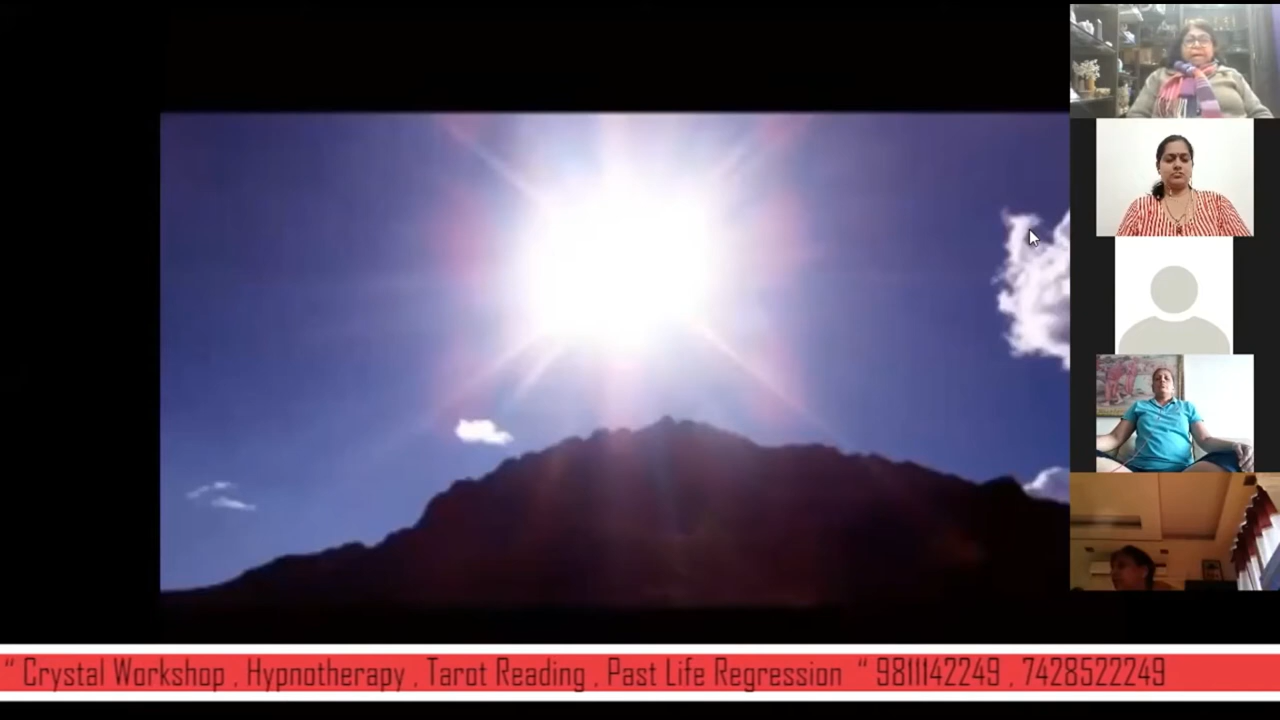 “ Crystal Workshop , Hypnotherapy , Tarot Reading , Past Life Regression “ 9811142249 , 7428522249